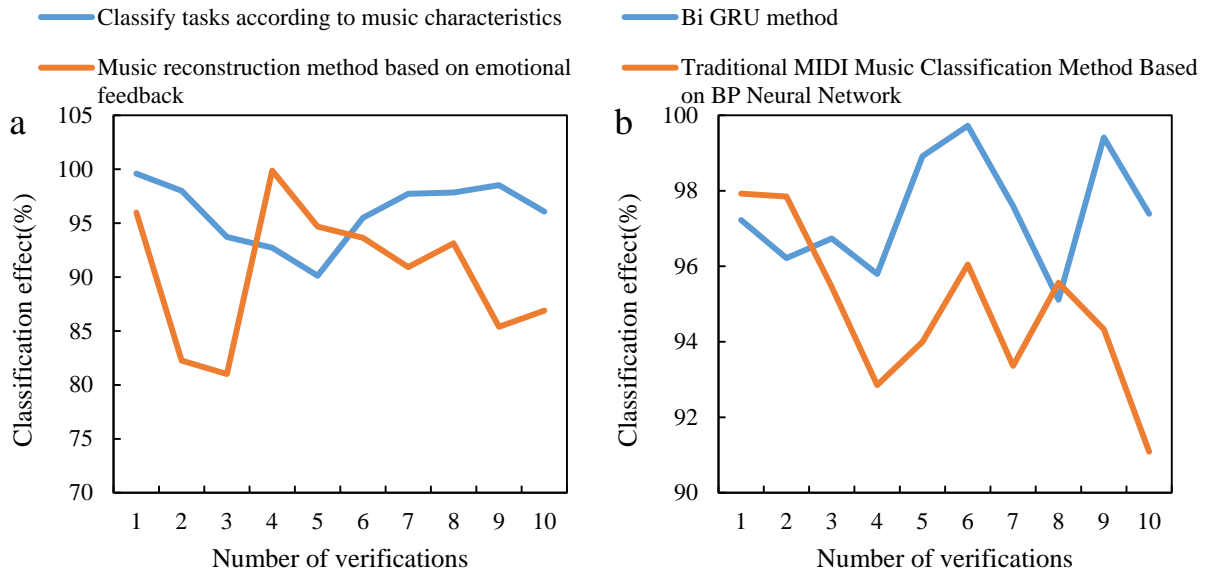 Classify tasks according to music characteristics
Music reconstruction method based on emotional
feedback
a
105
100
95
90
85
80
75
70
Classification effect(%)
1 2 3 4 5 6 7 8 9 10
Number of verifications
Bi GRU method
Traditional MIDI Music Classification Method Based
on BP Neural Network
b
100
98
96
94
92
90
Classification effect(%)
1 2 3 4 5 6 7 8 9 10
Number of verifications